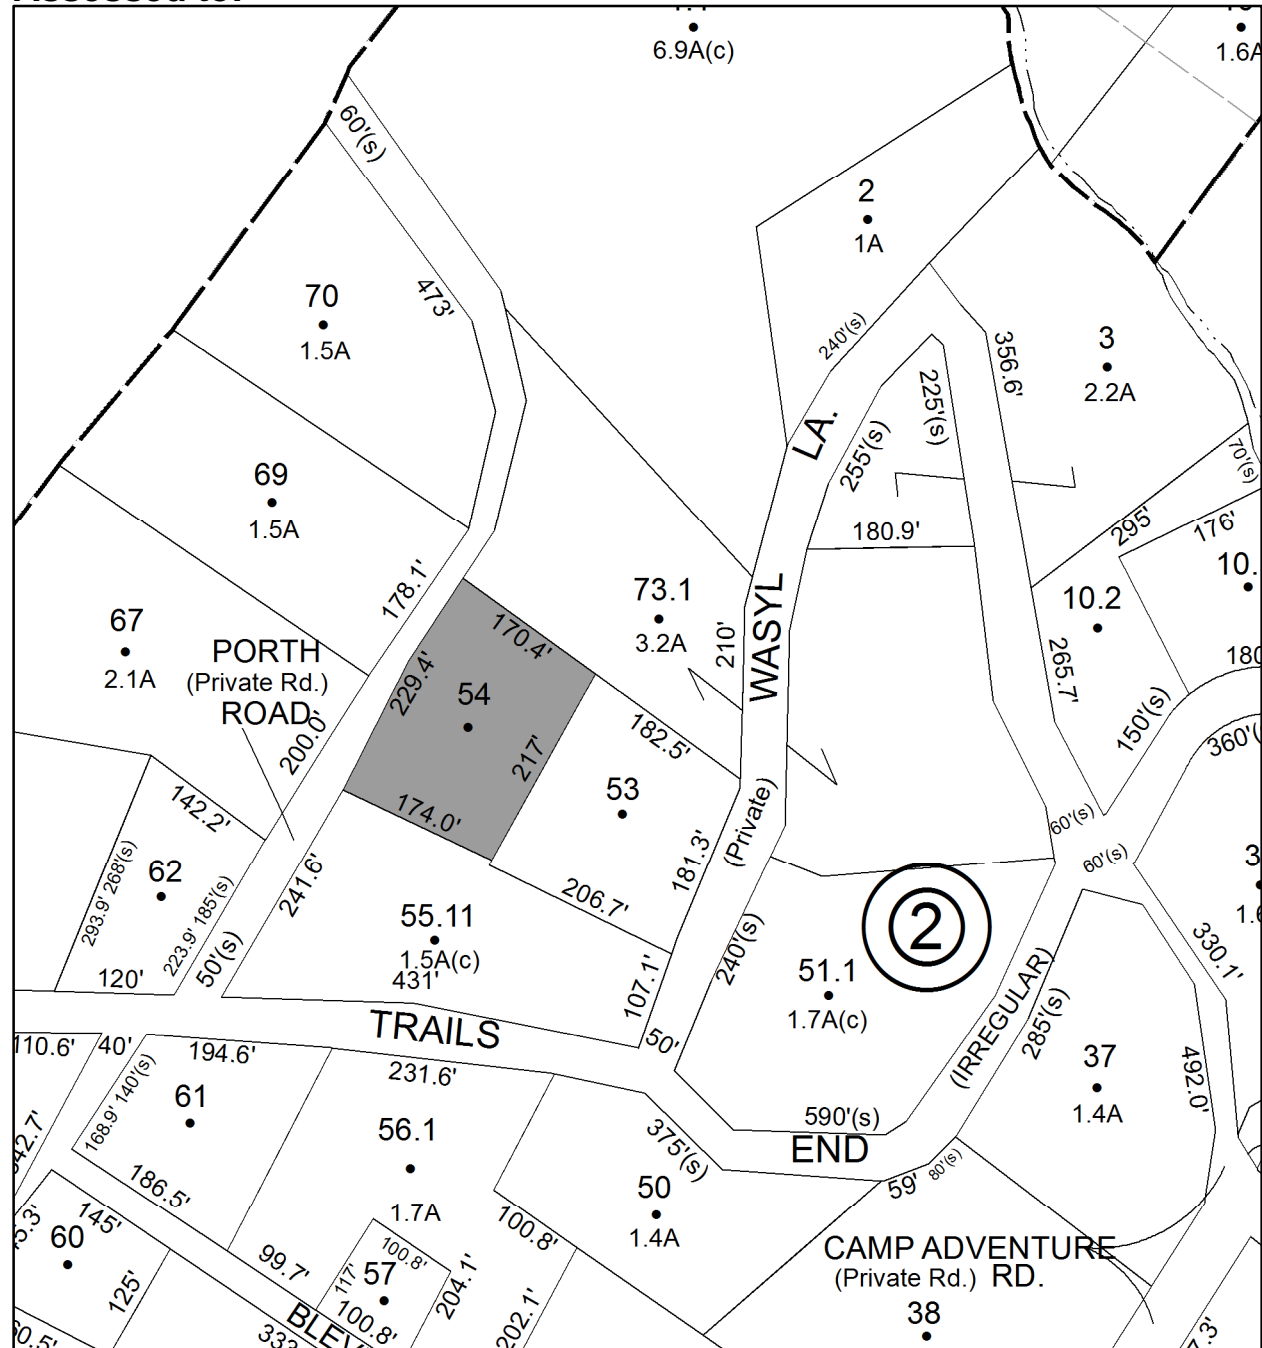 6.9A(c)
1.6A
60'(s)
2
1A
70
1.5A
473'
240'(s)
3
2.2A
356.6'
225'(s)
LA.
255'(s)
70'(s)
69
1.5A
180.9'
295'
176'
10.
178.1'
73.1
3.2A
210'
WASYL
10.2
67
2.1A
PORTH
(Private Rd.)
ROAD
170.4'
229.4'
54
265.7'
180
150'(s)
360'(
200.0'
217'
182.5'
53
142.2'
174.0'
(Private)
60'(s)
60'(s)
181.3'
62
293.9' 268'(s)
223.9' 185'(s)
241.6'
206.7'
55.11
1.5A(c)
431'
50'(s)
120'
240'(s)
2
51.1
1.7A(c)
330.1'
107.1'
TRAILS
50'
(IRREGULAR)
285'(s)
110.6'
40'
194.6'
231.6'
168.9' 140'(s)
61
56.1
1.7A
37
1.4A
492.0'
590'(s)
END
375'(s)
59'
80'(s)
186.5'
145'
60
125'
99.7'
100.8'
117'
57
100.8'
204.1'
100.8'
202.1'
50
1.4A
CAMP ADVENTURE
(Private Rd.) RD.
38
333
7.3'